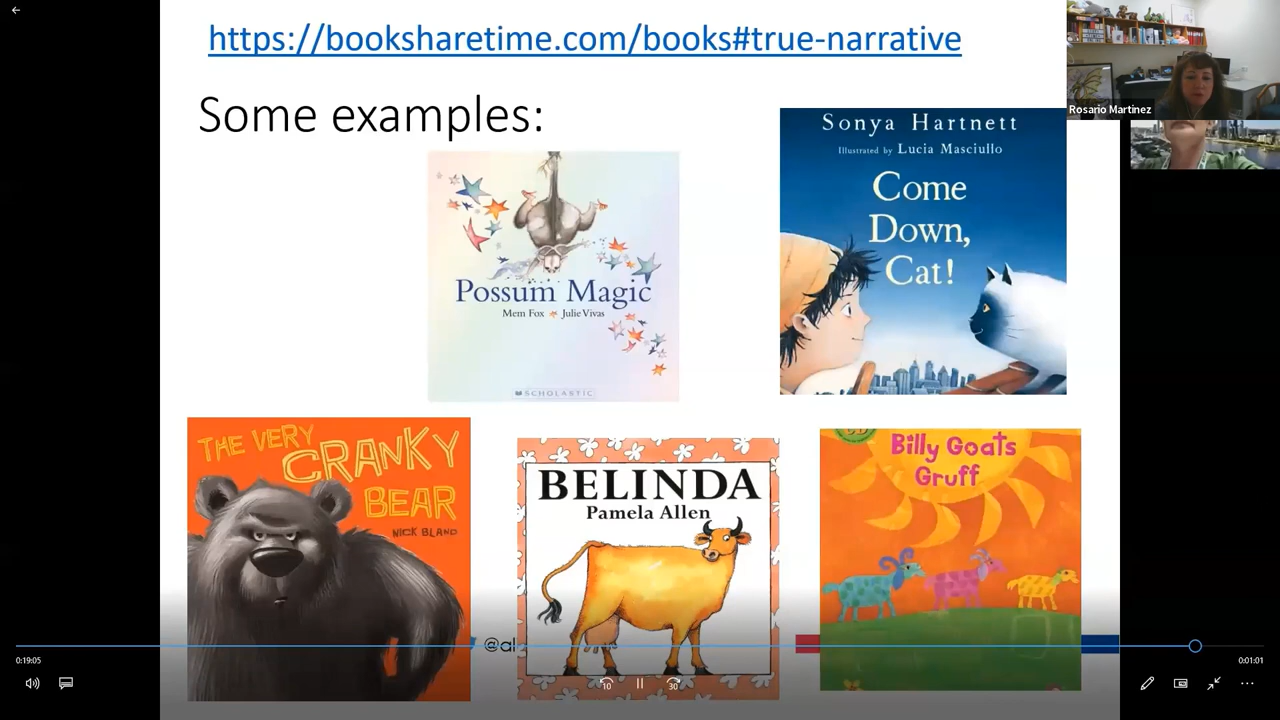 https://booksharetime.com/books#true-narrative
Rosario Martinez
Some examples:
Possum Magic
Mem Fox Julie Vivas
SCHOLASTIC
Sonya Hartnett
Illustrated by Lucia Masciullo
Come
Down,
Cat!
THE VERY
CRANKY
BEAR
NICK BLAND
BELINDA
Pamela Allen
Billy Goats
Gruff
@al
0:19:05
0:01:01
10
30